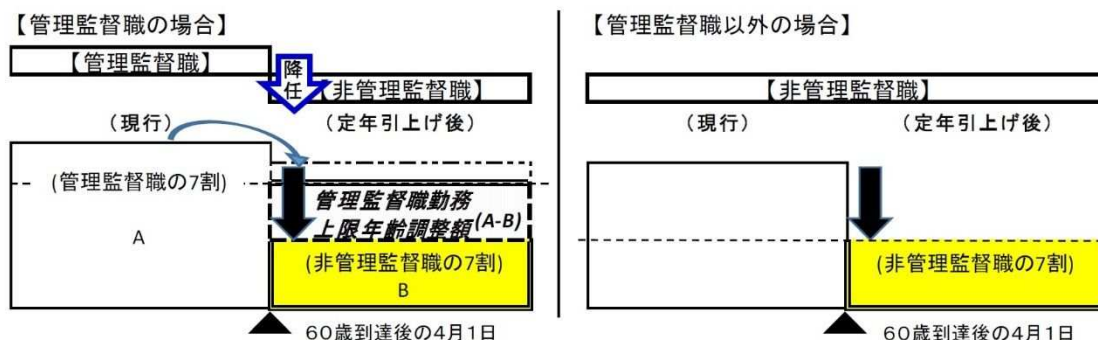 【管理監督職の場合】
【管理監督職】
降任
【非管理監督職】
（現行）
（定年引上げ後）
(管理監督職の7割)
A
管理監督職勤務
上限年齢調整額(A-B)
(非管理監督職の7割)
B
60歳到達後の4月1日
【管理監督職以外の場合】
【非管理監督職】
（現行）
（定年引上げ後）
(非管理監督職の7割)
60歳到達後の4月1日